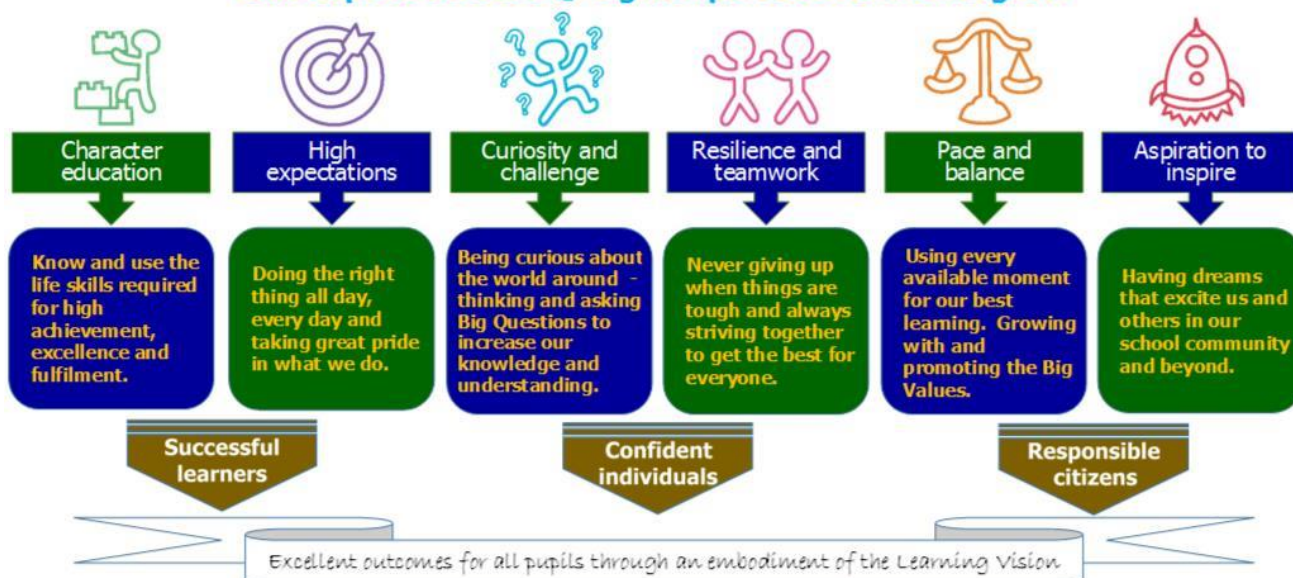 Character
education
High
expectations
Curiosity and
challenge
Resilience and
teamwork
Pace and
balance
Aspiration to
inspire
Know and use the
life skills required
for high
achievement,
excellence and
fulfilment.
Doing the right
thing all day,
every day and
taking great pride
in what we do.
Being curious about
the world around -
thinking and asking
Big Questions to
increase our
knowledge and
understanding.
Never giving up
when things are
tough and always
striving together
to get the best for
everyone.
Using every
available moment
for our best
learning. Growing
with and
promoting the Big
Values.
Having dreams
that excite us and
others in our
school community
and beyond.
Successful
learners
Confident
individuals
Responsible
citizens
Excellent outcomes for all pupils through an embodiment of the Learning Vision